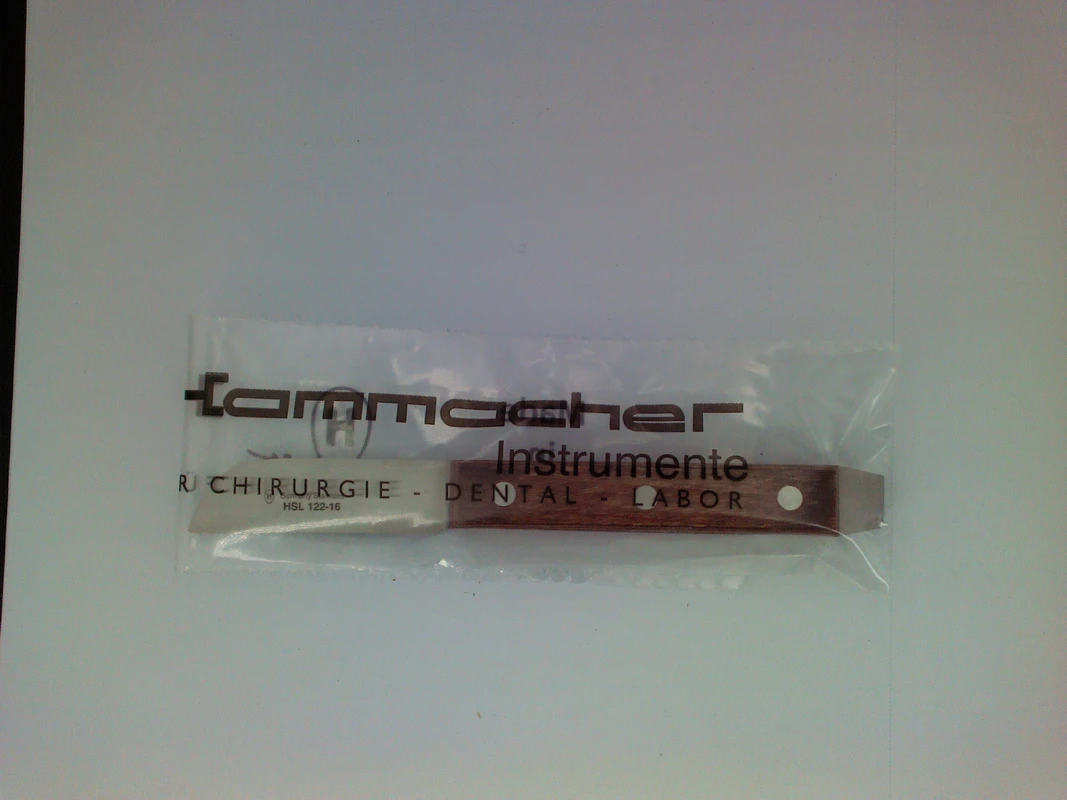 Hammacher
H
Instrumente
R CHIRURGIE - DENTAL - LABOR
HSL 122-16